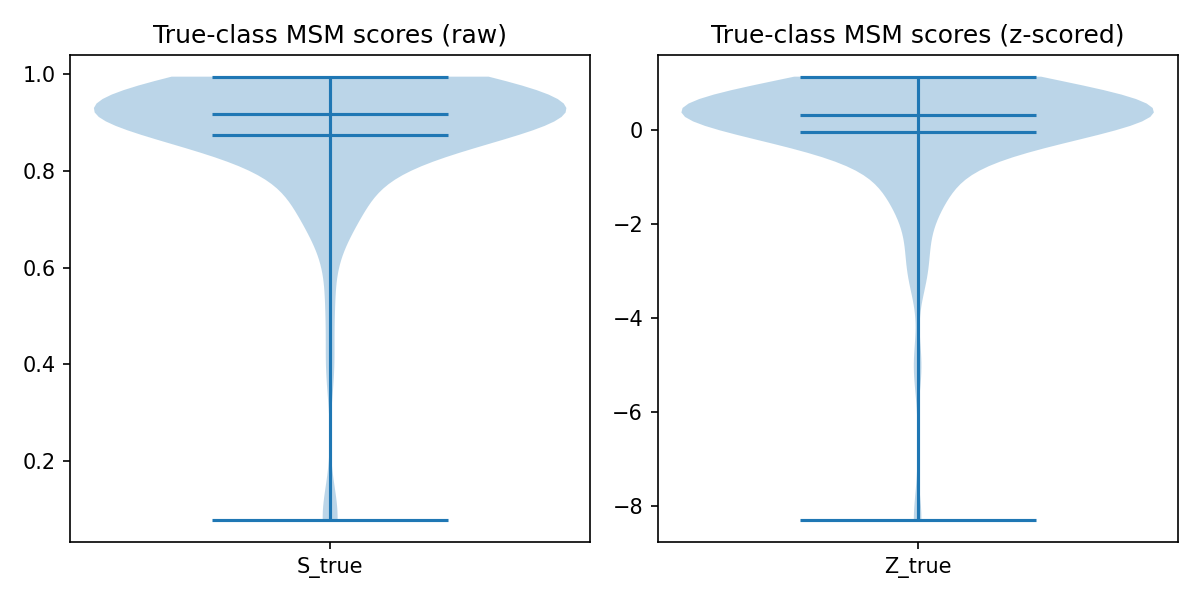 True-class MSM scores (raw)
1.0
0.8
0.6
0.4
0.2
S_true
True-class MSM scores (z-scored)
0
−2
−4
−6
−8
Z_true